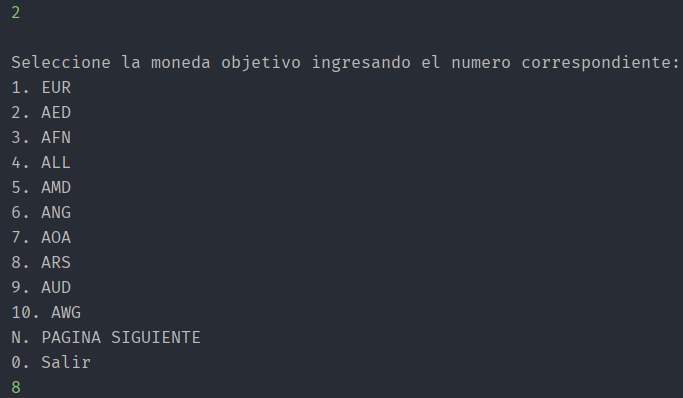 2
Seleccione la moneda objetivo ingresando el numero correspondiente:
1. EUR
2. AED
3. AFN
4. ALL
5. AMD
6. ANG
7. AOA
8. ARS
9. AUD
10. AWG
N. PAGINA SIGUIENTE
0. Salir
8